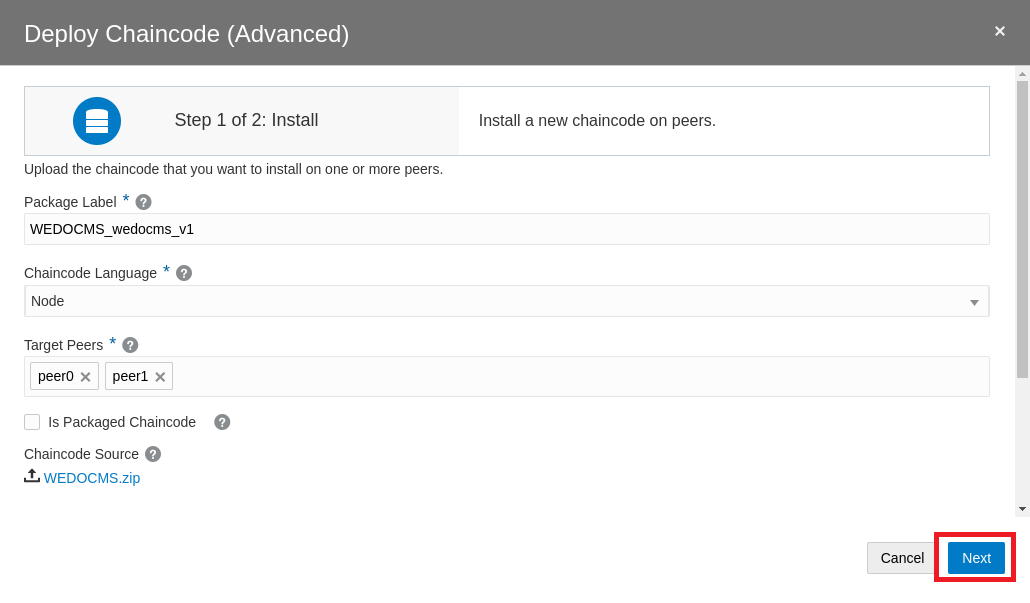 Deploy Chaincode (Advanced)
Step 1 of 2: Install
Install a new chaincode on peers.
Upload the chaincode that you want to install on one or more peers.
Package Label *
WEDOCMS_wedocms_v1
Chaincode Language *
Node
Target Peers *
peer0 peer1
Is Packaged Chaincode
Chaincode Source
WEDOCMS.zip
Cancel Next